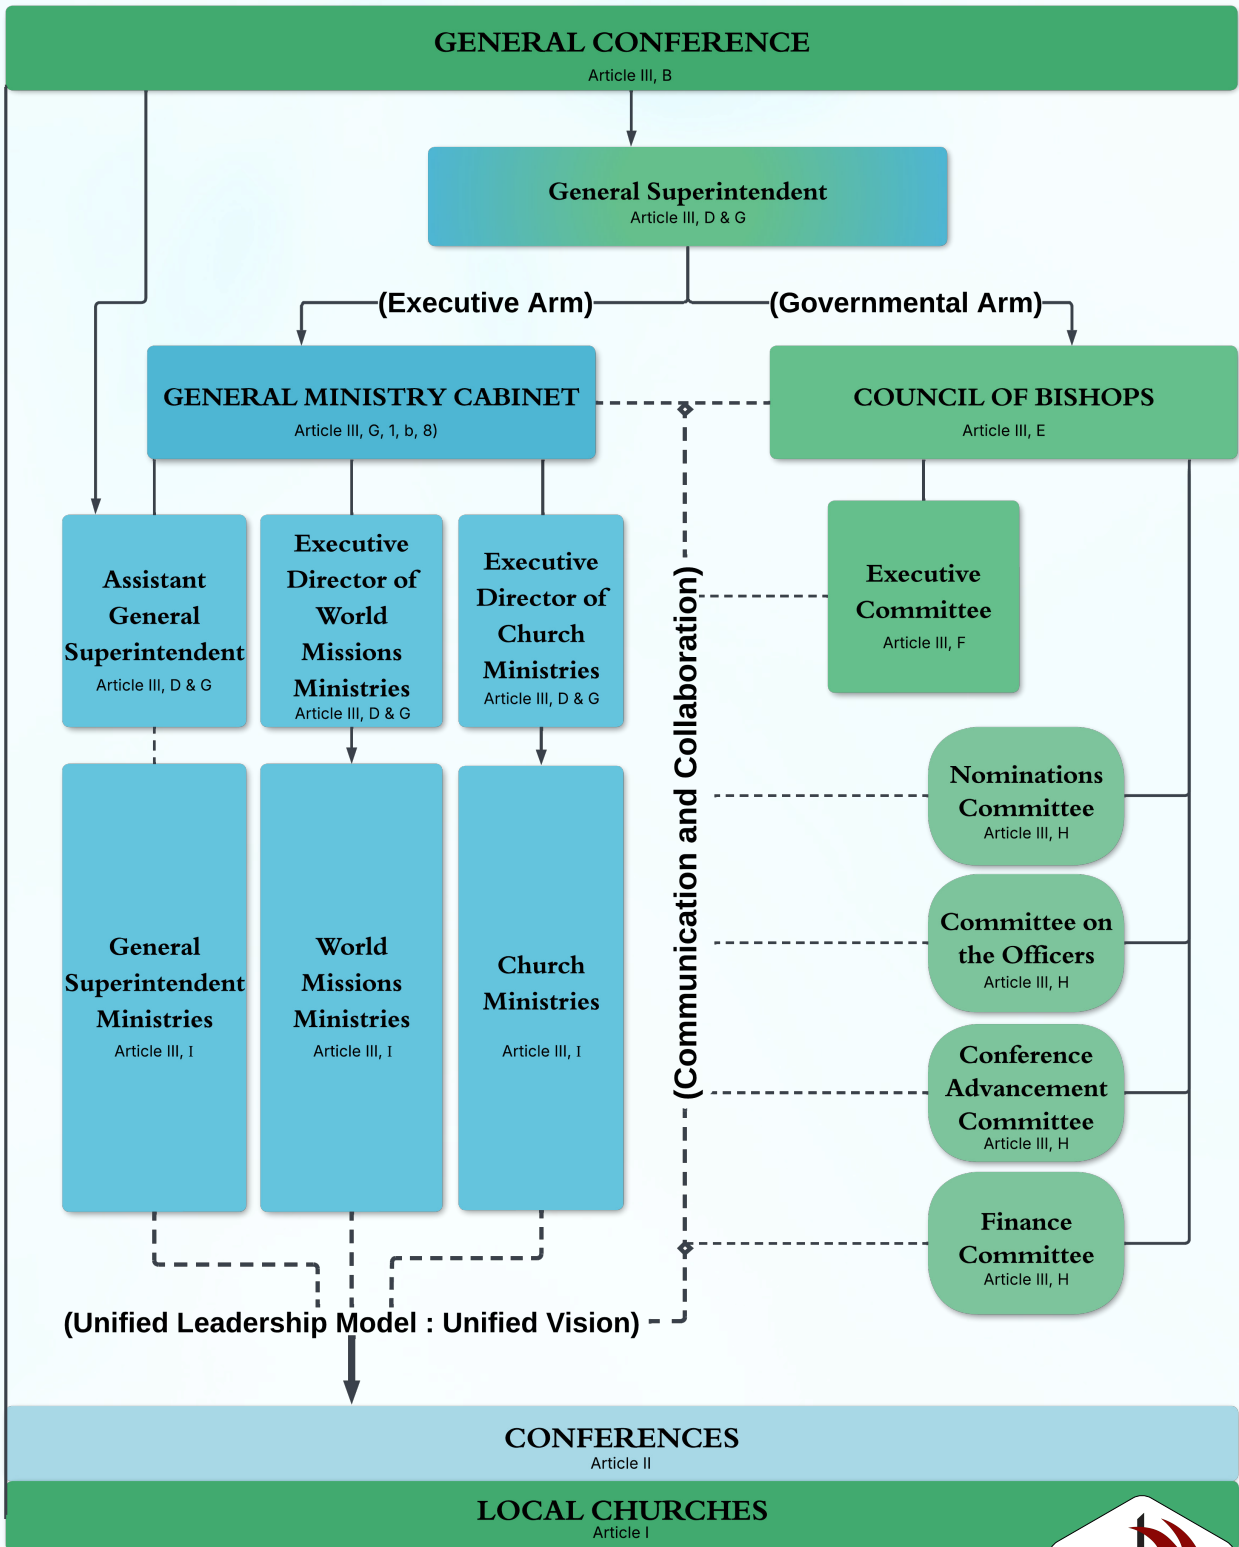 GENERAL CONFERENCE
Article III, B
General Superintendent
Article III, D & G
(Executive Arm)
(Governmental Arm)
GENERAL MINISTRY CABINET
Article III, G, 1, b, 8)
COUNCIL OF BISHOPS
Article III, E
Assistant
General
Superintendent
Article III, D & G
Executive
Director of
World
Missions
Ministries
Article III, D & G
Executive
Director of
Church
Ministries
Article III, D & G
(Communication and Collaboration)
Executive
Committee
Article III, F
Nominations
Committee
Article III, H
Committee on
the Officers
Article III, H
Conference
Advancement
Committee
Article III, H
Finance
Committee
Article III, H
General
Superintendent
Ministries
Article III, I
World
Missions
Ministries
Article III, I
Church
Ministries
Article III, I
(Unified Leadership Model : Unified Vision)
CONFERENCES
Article II
LOCAL CHURCHES
Article I